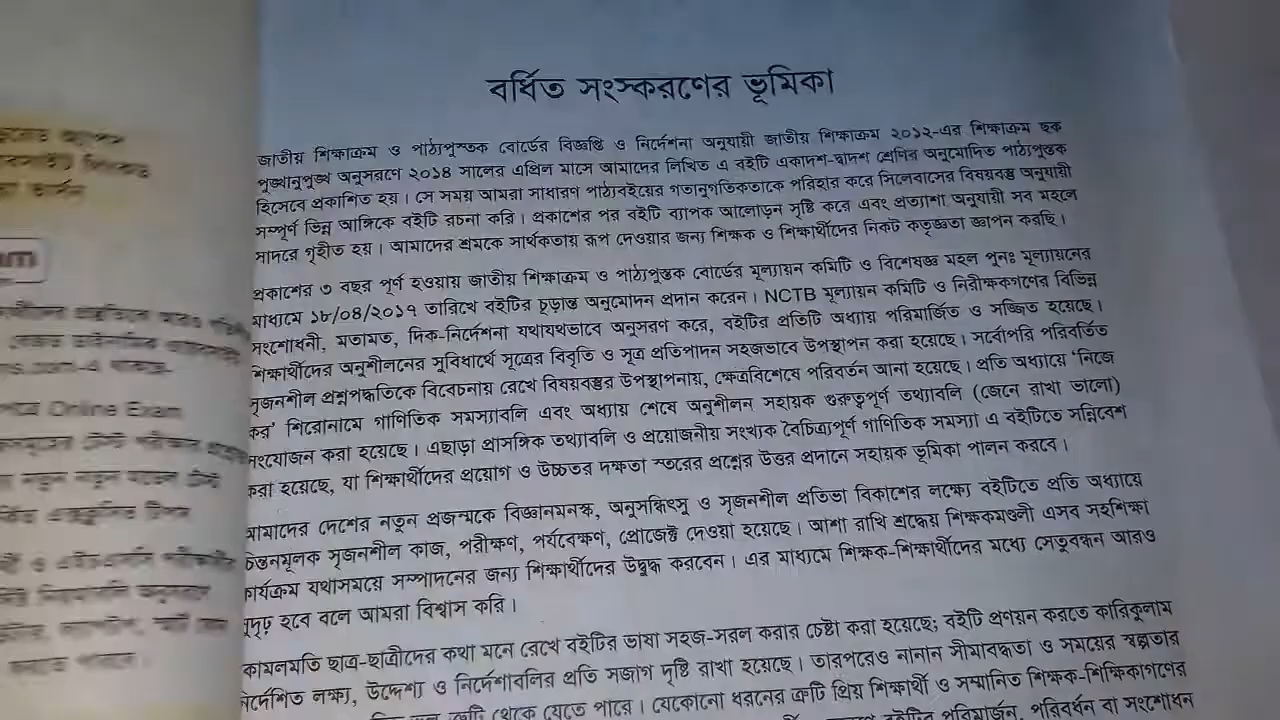 বর্ধিত সংস্করণের ভূমিকা
জাতীয় শিক্ষাক্রম ও পাঠ্যপুস্তক বোর্ডের বিজ্ঞপ্তি ও নির্দেশনা অনুযায়ী জাতীয় শিক্ষাক্রম ২০১২-এর শিক্ষাক্রম ছক
পুঙ্খানুপুঙ্খ অনুসরণে ২০১৪ সালের এপ্রিল মাসে আমাদের লিখিত এ বইটি একাদশ-দ্বাদশ শ্রেণির অনুমোদিত পাঠ্যপুস্তক
হিসেবে প্রকাশিত হয়। সে সময় আমরা সাধারণ পাঠ্যবইয়ের গতানুগতিকতাকে পরিহার করে সিলেবাসের বিষয়বস্তু অনুযায়ী
সম্পূর্ণ ভিন্ন আঙ্গিকে বইটি রচনা করি। প্রকাশের পর বইটি ব্যাপক আলোড়ন সৃষ্টি করে এবং প্রত্যাশা অনুযায়ী সব মহলে
সাদরে গৃহীত হয়। আমাদের শ্রমকে সার্থকতায় রূপ দেওয়ার জন্য শিক্ষক ও শিক্ষার্থীদের নিকট কৃতজ্ঞতা জ্ঞাপন করছি।
প্রকাশের ৩ বছর পূর্ণ হওয়ায় জাতীয় শিক্ষাক্রম ও পাঠ্যপুস্তক বোর্ডের মূল্যায়ন কমিটি ও বিশেষজ্ঞ মহল পুনঃ মূল্যায়নের
মাধ্যমে ১৮/০৪/২০১৭ তারিখে বইটির চূড়ান্ত অনুমোদন প্রদান করেন। NCTB মূল্যায়ন কমিটি ও নিরীক্ষকগণের বিভিন্ন
সংশোধনী, মতামত, দিক-নির্দেশনা যথাযথভাবে অনুসরণ করে, বইটির প্রতিটি অধ্যায় পরিমার্জিত ও সজ্জিত হয়েছে।
শিক্ষার্থীদের অনুশীলনের সুবিধার্থে সূত্রের বিবৃতি ও সূত্র প্রতিপাদন সহজভাবে উপস্থাপন করা হয়েছে। সর্বোপরি পরিবর্তিত
সৃজনশীল প্রশ্নপদ্ধতিকে বিবেচনায় রেখে বিষয়বস্তুর উপস্থাপনায়, ক্ষেত্রবিশেষে পরিবর্তন আনা হয়েছে। প্রতি অধ্যায়ে 'নিজে
কর' শিরোনামে গাণিতিক সমস্যাবলি এবং অধ্যায় শেষে অনুশীলন সহায়ক গুরুত্বপূর্ণ তথ্যাবলি (জেনে রাখা ভালো)
সংযোজন করা হয়েছে। এছাড়া প্রাসঙ্গিক তথ্যাবলি ও প্রয়োজনীয় সংখ্যক বৈচিত্র্যপূর্ণ গাণিতিক সমস্যা এ বইটিতে সন্নিবেশ
করা হয়েছে, যা শিক্ষার্থীদের প্রয়োগ ও উচ্চতর দক্ষতা স্তরের প্রশ্নের উত্তর প্রদানে সহায়ক ভূমিকা পালন করবে।
আমাদের দেশের নতুন প্রজন্মকে বিজ্ঞানমনস্ক, অনুসন্ধিৎসু ও সৃজনশীল প্রতিভা বিকাশের লক্ষ্যে বইটিতে প্রতি অধ্যায়ে
চিন্তনমূলক সৃজনশীল কাজ, পরীক্ষণ, পর্যবেক্ষণ, প্রোজেক্ট দেওয়া হয়েছে। আশা রাখি শ্রদ্ধেয় শিক্ষকমণ্ডলী এসব সহশিক্ষা
কার্যক্রম যথাসময়ে সম্পাদনের জন্য শিক্ষার্থীদের উদ্বুদ্ধ করবেন। এর মাধ্যমে শিক্ষক-শিক্ষার্থীদের মধ্যে সেতুবন্ধন আরও
সুদৃঢ় হবে বলে আমরা বিশ্বাস করি।
কোমলমতি ছাত্র-ছাত্রীদের কথা মনে রেখে বইটির ভাষা সহজ-সরল করার চেষ্টা করা হয়েছে; বইটি প্রণয়ন করতে কারিকুলাম
নির্দেশিত লক্ষ্য, উদ্দেশ্য ও নির্দেশাবলির প্রতি সজাগ দৃষ্টি রাখা হয়েছে। তারপরেও নানান সীমাবদ্ধতা ও সময়ের স্বল্পতার
থেকে যেতে পারে। যেকোনো ধরনের ত্রুটি প্রিয় শিক্ষার্থী ও সম্মানিত শিক্ষক-শিক্ষিকাগণের
বইটির পরিমার্জন, পরিবর্ধন বা সংশোধন
Online Exam